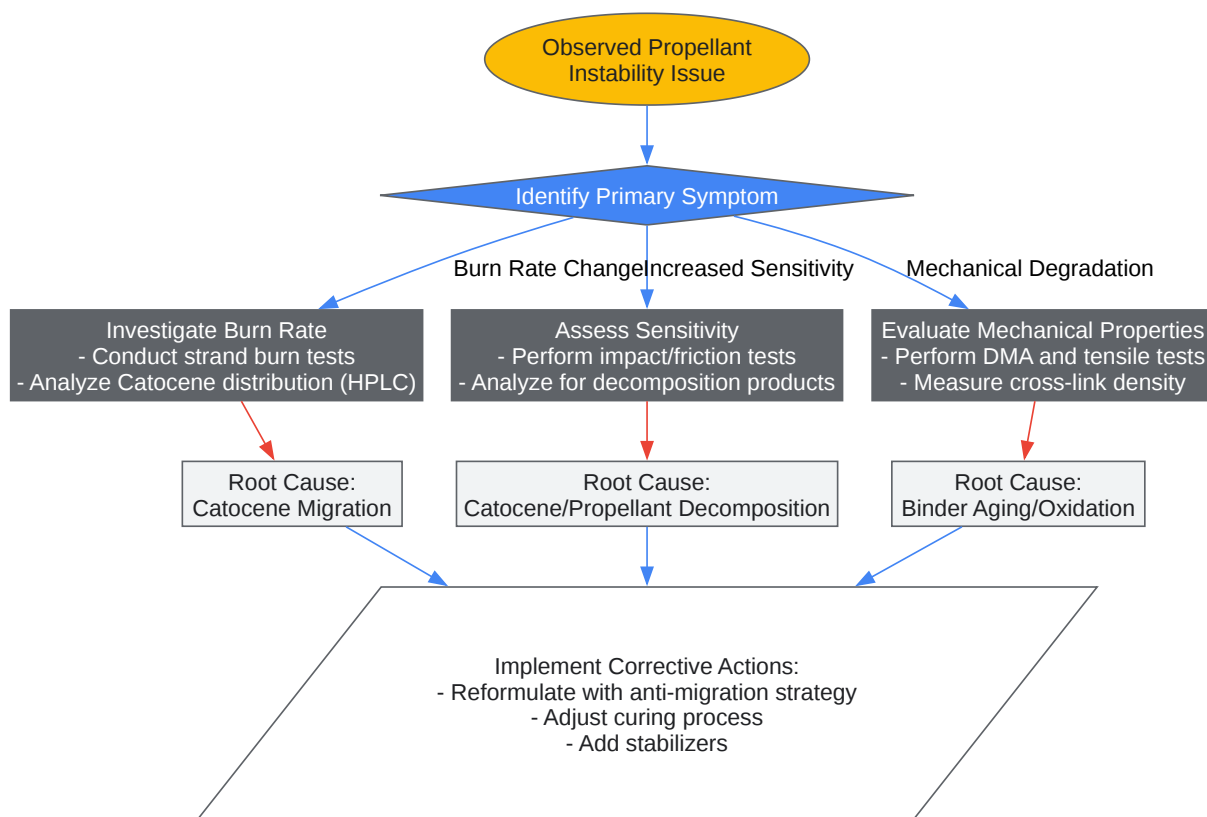 Observed Propellant
Instability Issue
Identify Primary Symptom
Burn Rate Change
Increased Sensitivity
Mechanical Degradation
Investigate Burn Rate
- Conduct strand burn tests
- Analyze Catocene distribution (HPLC)
Assess Sensitivity
- Perform impact/friction tests
- Analyze for decomposition products
Evaluate Mechanical Properties
- Perform DMA and tensile tests
- Measure cross-link density
Root Cause:
Catocene Migration
Root Cause:
Catocene/Propellant Decomposition
Root Cause:
Binder Aging/Oxidation
Implement Corrective Actions:
- Reformulate with anti-migration strategy
- Adjust curing process
- Add stabilizers